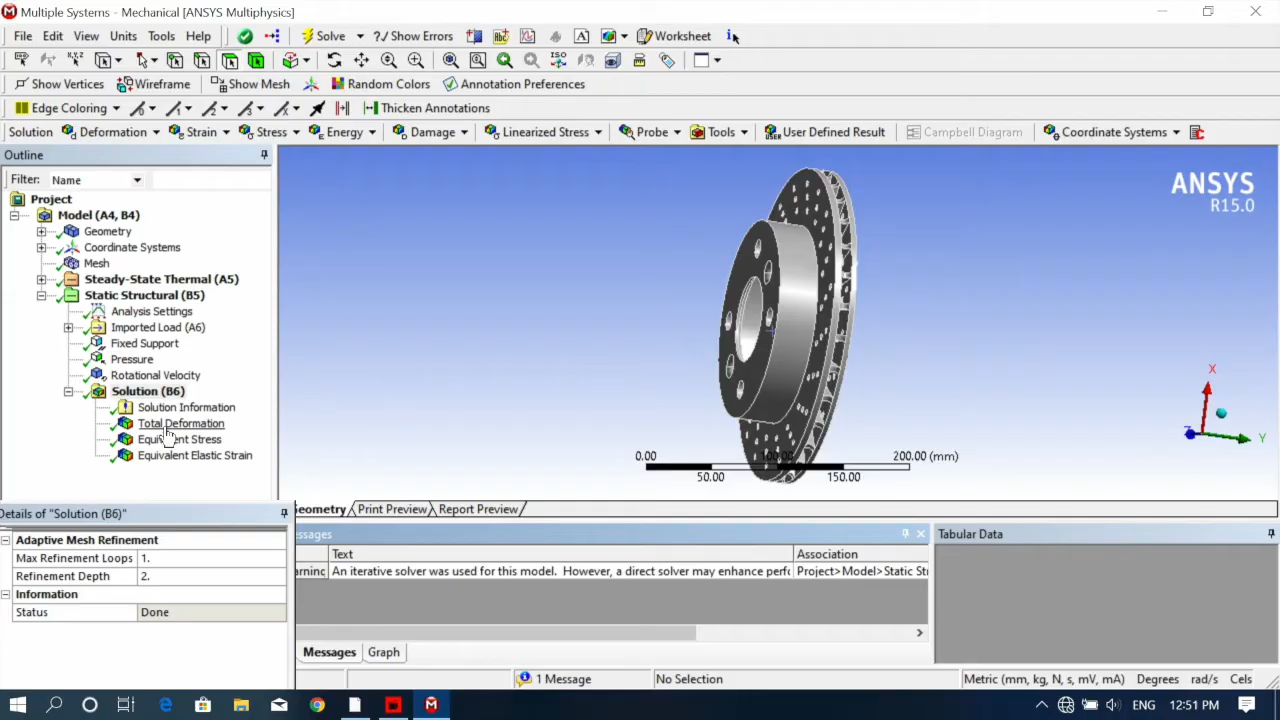 Multiple Systems - Mechanical [ANSYS Multiphysics]
File Edit View Units Tools Help Solve ?/ Show Errors Worksheet
Show Vertices Wireframe Show Mesh Random Colors Annotation Preferences
Edge Coloring Thicken Annotations
Solution Deformation Strain Stress Energy Damage Linearized Stress Probe Tools User Defined Result Campbell Diagram Coordinate Systems
Outline
Filter: Name
Project
Model (A4, B4)
Geometry
Coordinate Systems
Mesh
Steady-State Thermal (A5)
Static Structural (B5)
Analysis Settings
Imported Load (A6)
Fixed Support
Pressure
Rotational Velocity
Solution (B6)
Solution Information
Total Deformation
Equivalent Stress
Equivalent Elastic Strain
ANSYS
R15.0
0.00 100.00 200.00 (mm)
50.00 150.00
X
Y
Details of "Solution (B6)"
Adaptive Mesh Refinement
Max Refinement Loops 1.
Refinement Depth 2.
Information
Status Done
Geometry Print Preview Report Preview
essages
Text Association
arning An iterative solver was used for this model. However, a direct solver may enhance perfo Project>Model>Static Str
Messages Graph
Tabular Data
1 Message No Selection Metric (mm, kg, N, s, mV, mA) Degrees rad/s Cels
ENG 12:51 PM